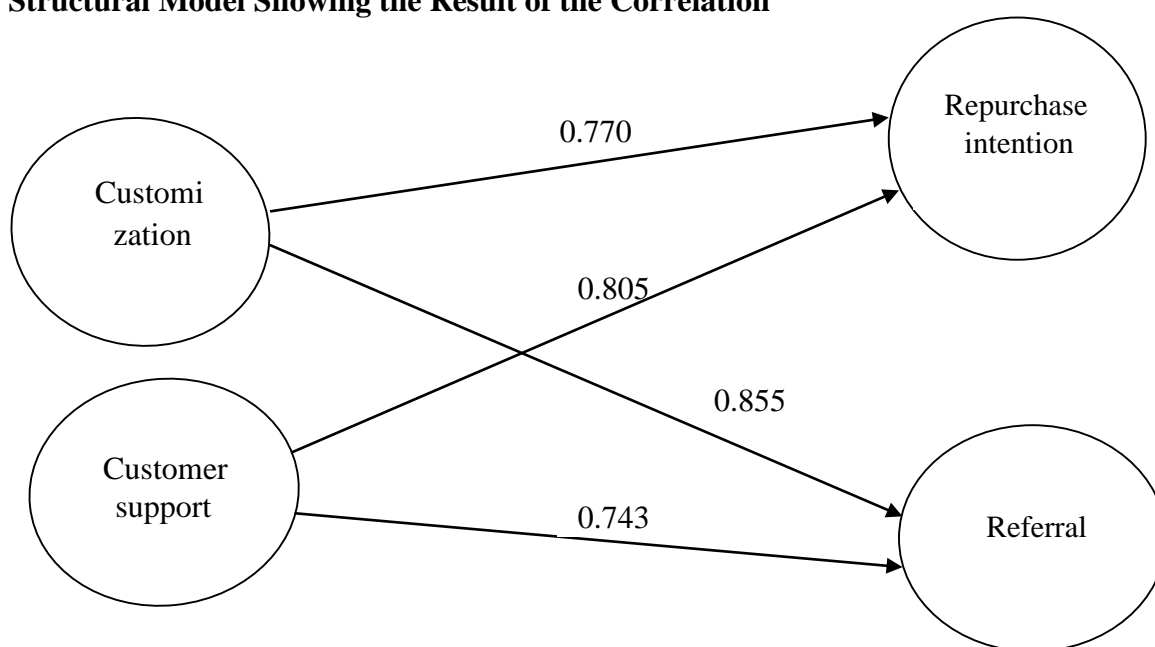 Structural Model Showing the Result of the Correlation
Repurchase
intention
0.770
Customi
zation
0.805
0.855
Customer
support
0.743
Referral